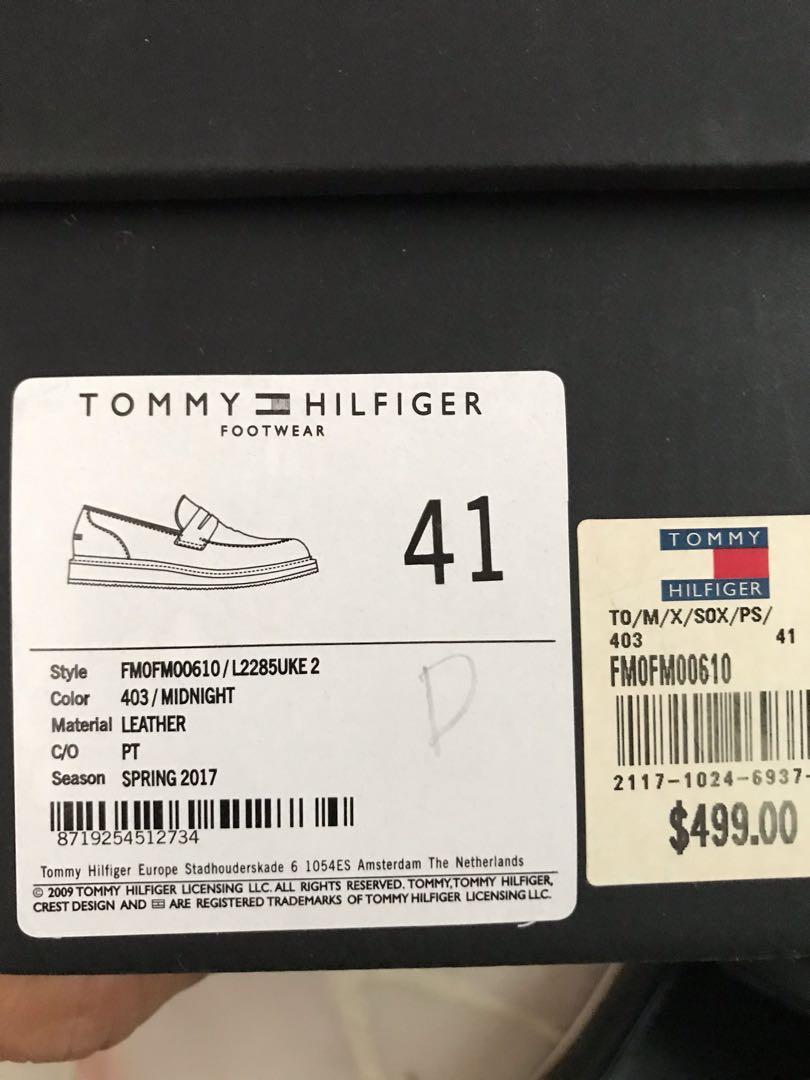 TOMMY HILFIGER
FOOTWEAR
41
Style FM0FM00610/L2285UKE 2
Color 403/MIDNIGHT
Material LEATHER
C/O PT
Season SPRING 2017
D
8719254512734
Tommy Hilfiger Europe Stadhouderskade 6 1054ES Amsterdam The Netherlands
© 2009 TOMMY HILFIGER LICENSING LLC. ALL RIGHTS RESERVED. TOMMY,TOMMY HILFIGER,
CREST DESIGN AND ARE REGISTERED TRADEMARKS OF TOMMY HILFIGER LICENSING LLC.
TOMMY
HILFIGER
TO/M/X/SOX/PS/
403 41
FM0FM00610
2117-1024-6937-
$499.00